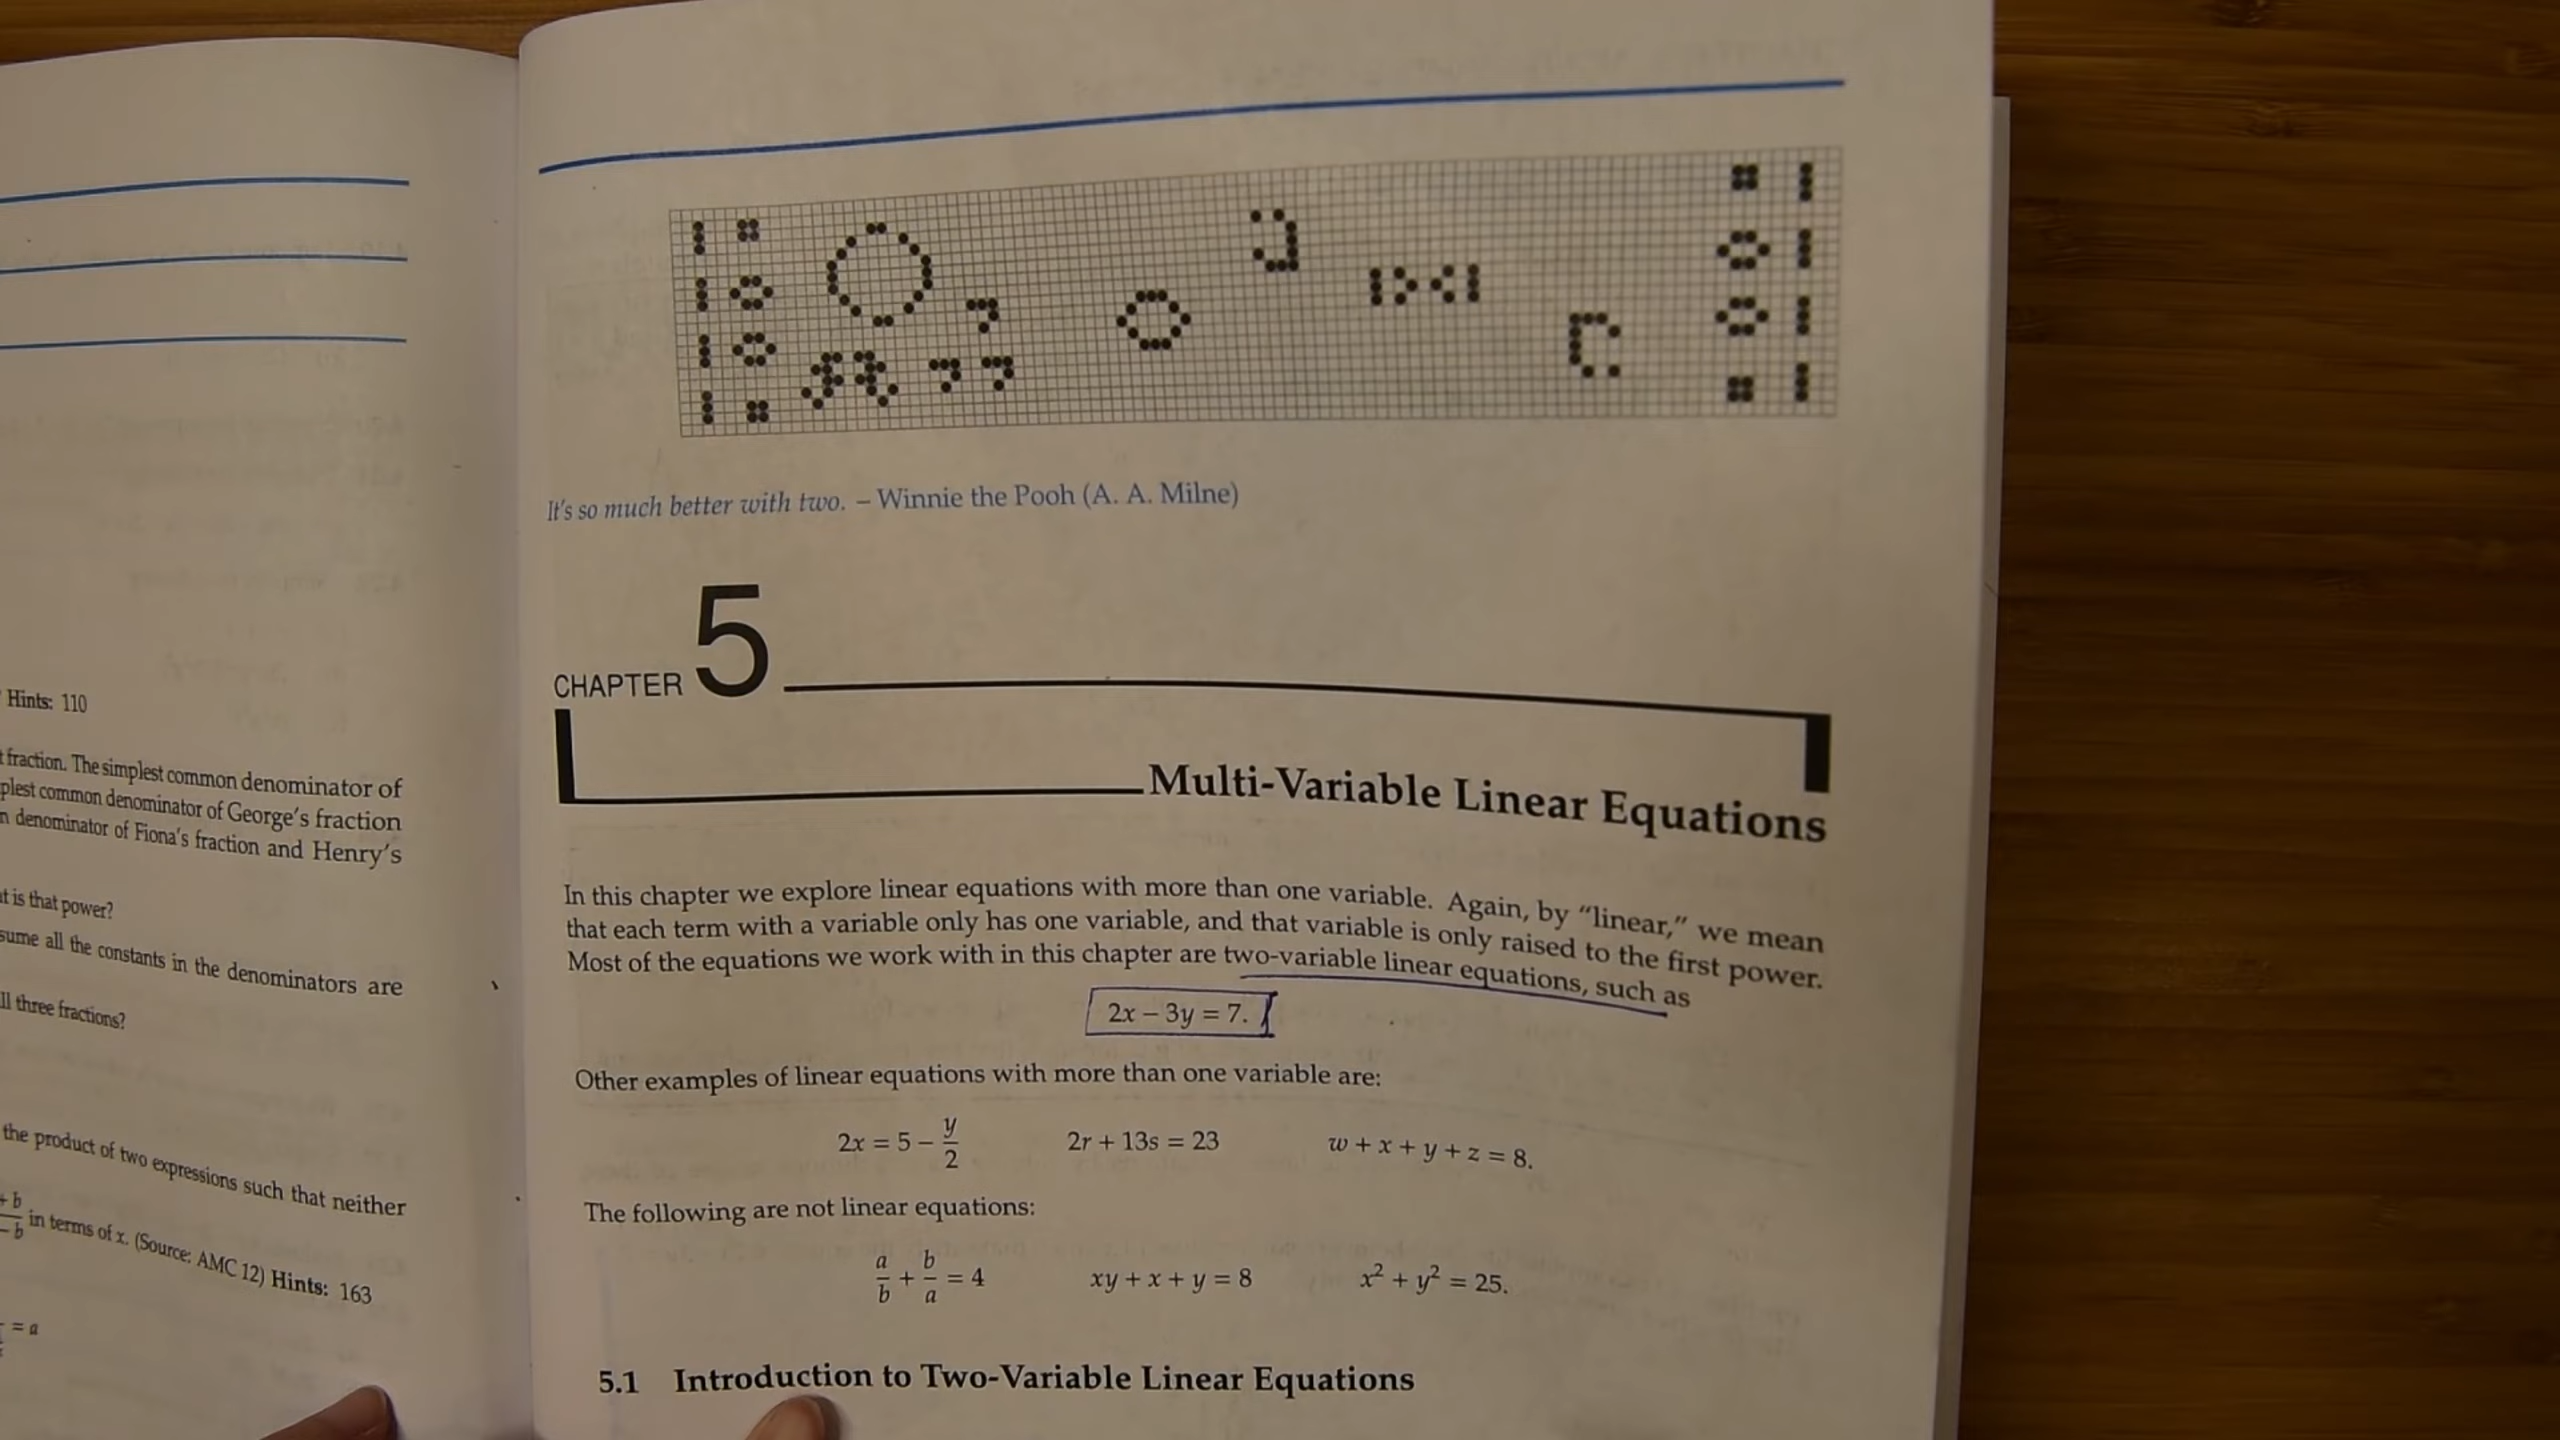 Hints: 110
fraction. The simplest common denominator of
common denominator of George's fraction
denominator of Fiona's fraction and Henry's
is that power?
all the constants in the denominators are
three fractions?
the product of two expressions such that neither
in terms of x. (Source: AMC 12) Hints: 163
= a
It's so much better with two. – Winnie the Pooh (A. A. Milne)
CHAPTER 5
Multi-Variable Linear Equations
In this chapter we explore linear equations with more than one variable. Again, by “linear,” we mean
that each term with a variable only has one variable, and that variable is only raised to the first power.
Most of the equations we work with in this chapter are two-variable linear equations, such as
2x − 3y = 7.
Other examples of linear equations with more than one variable are:
2x = 5 − y/2 2r + 13s = 23 w + x + y + z = 8.
The following are not linear equations:
a/b + b/a = 4 xy + x + y = 8 x² + y² = 25.
5.1 Introduction to Two-Variable Linear Equations